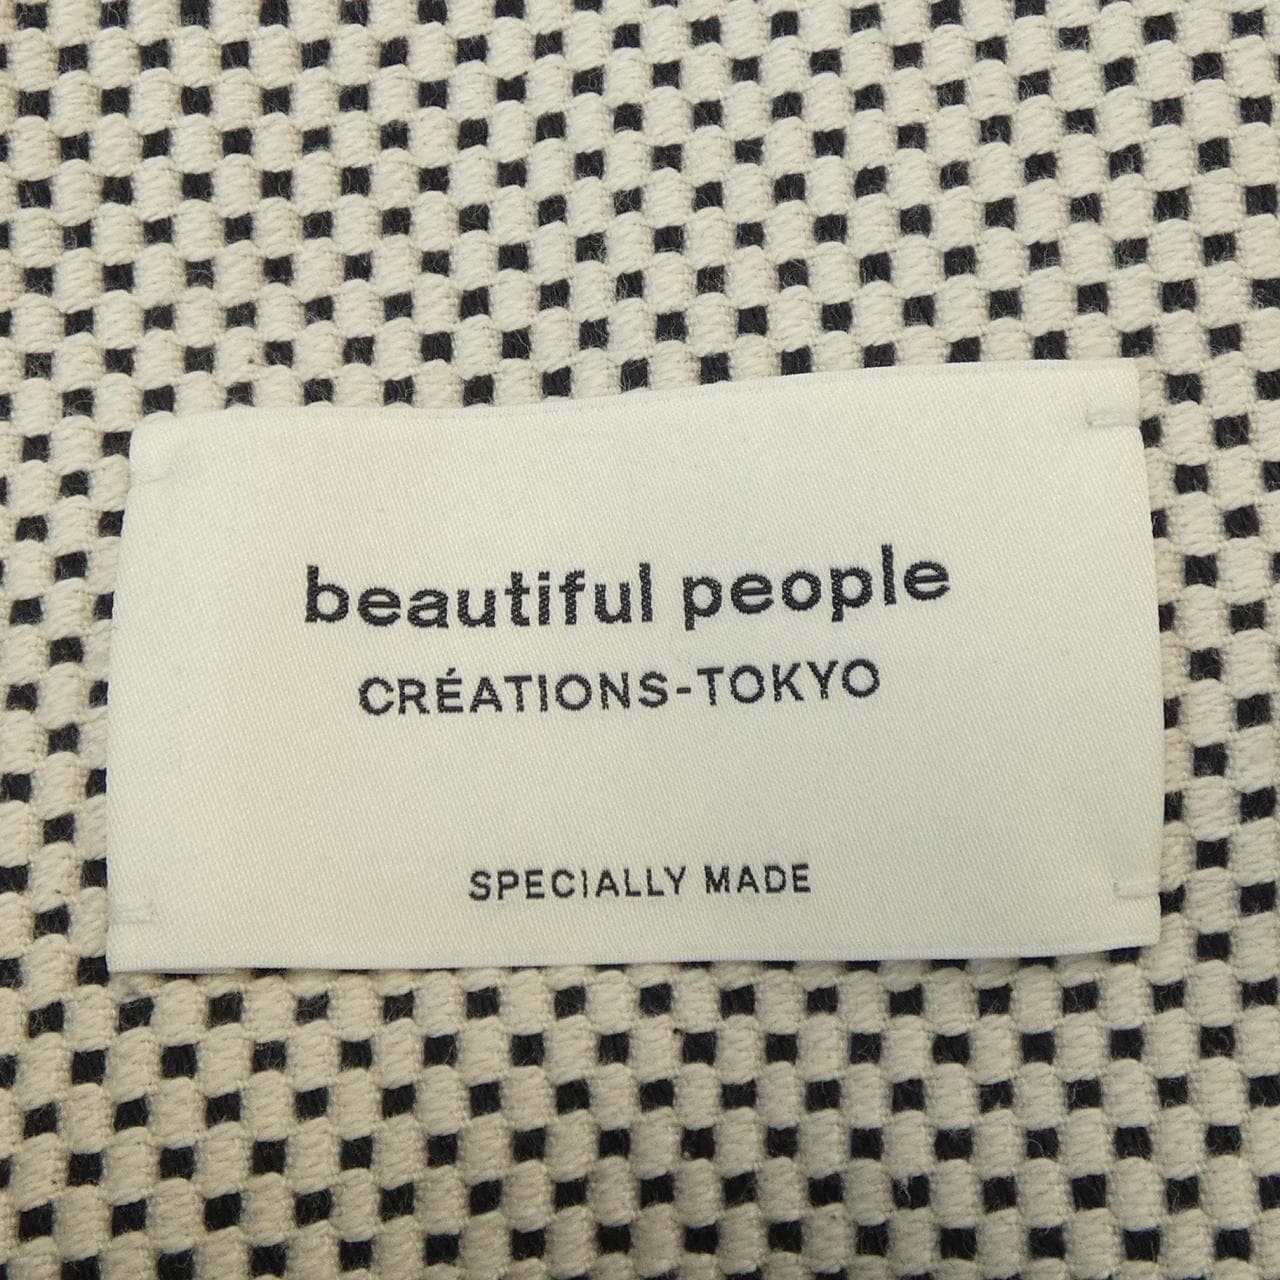 beautiful people
CRÉATIONS-TOKYO
SPECIALLY MADE